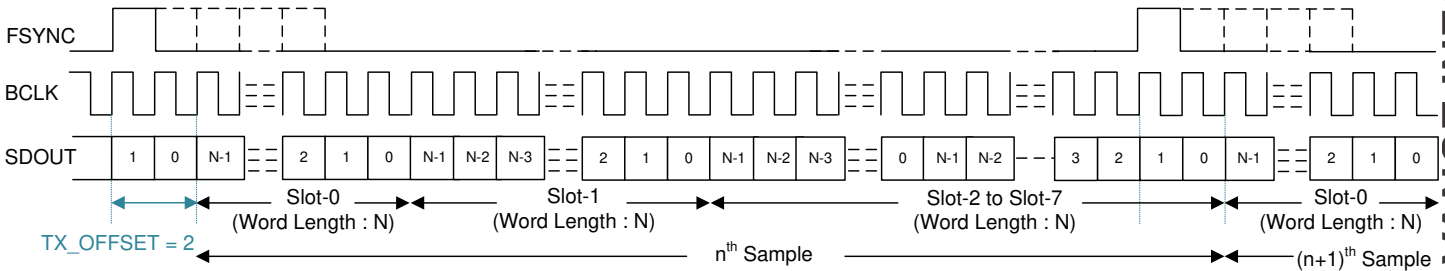 FSYNC
BCLK
SDOUT 1 0 N-1 2 1 0 N-1 N-2 N-3 2 1 0 N-1 N-2 N-3 0 N-1 N-2 3 2 1 0 N-1 2 1 0
Slot-0 Slot-1 Slot-2 to Slot-7 Slot-0
(Word Length : N) (Word Length : N) (Word Length : N) (Word Length : N)
TX_OFFSET = 2 nth Sample (n+1)th Sample